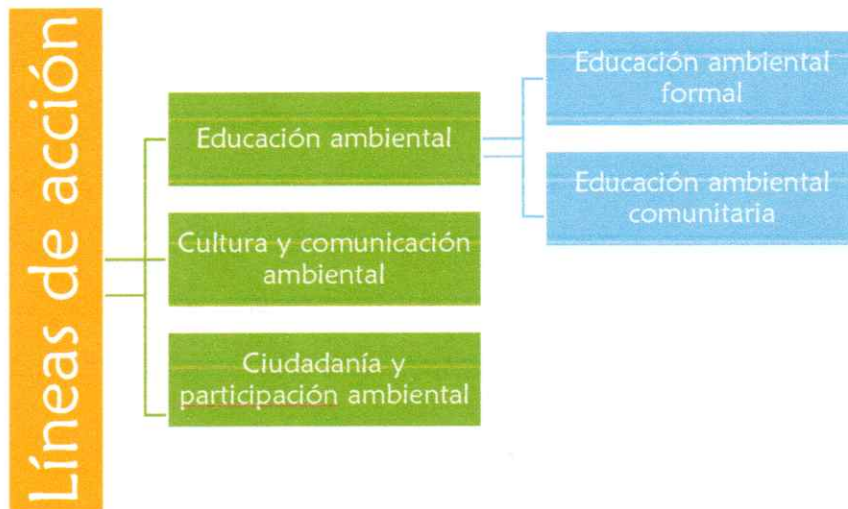 Líneas de acción
Educación ambiental
Cultura y comunicación
ambiental
Ciudadanía y
participación ambiental
Educación ambiental
formal
Educación ambiental
comunitaria